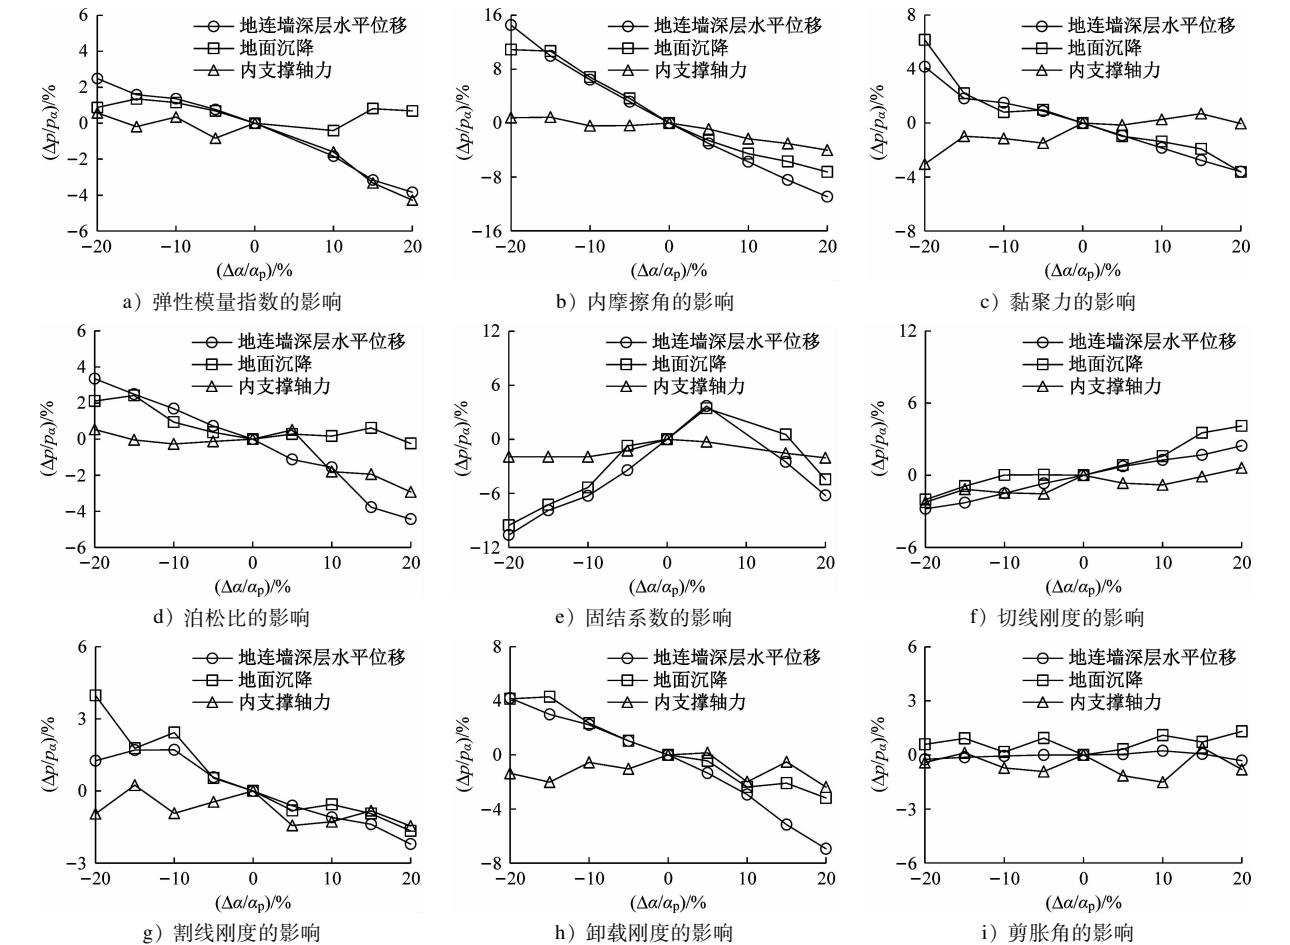 6
4
2
0
−2
−4
−6
(Δp/pα)/%
地连墙深层水平位移
地面沉降
内支撑轴力
−20 −10 0 10 20
(Δα/αp)/%
a）弹性模量指数的影响
16
8
0
−8
−16
(Δp/pα)/%
地连墙深层水平位移
地面沉降
内支撑轴力
−20 −10 0 10 20
(Δα/αp)/%
b）内摩擦角的影响
8
4
0
−4
−8
(Δp/pα)/%
地连墙深层水平位移
地面沉降
内支撑轴力
−20 −10 0 10 20
(Δα/αp)/%
c）黏聚力的影响
6
4
2
0
−2
−4
−6
(Δp/pα)/%
地连墙深层水平位移
地面沉降
内支撑轴力
−20 −10 0 10 20
(Δα/αp)/%
d）泊松比的影响
12
6
0
−6
−12
(Δp/pα)/%
地连墙深层水平位移
地面沉降
内支撑轴力
−20 −10 0 10 20
(Δα/αp)/%
e）固结系数的影响
12
6
0
−6
(Δp/pα)/%
地连墙深层水平位移
地面沉降
内支撑轴力
−20 −10 0 10 20
(Δα/αp)/%
f）切线刚度的影响
6
3
0
−3
(Δp/pα)/%
地连墙深层水平位移
地面沉降
内支撑轴力
−20 −10 0 10 20
(Δα/αp)/%
g）割线刚度的影响
8
4
0
−4
−8
(Δp/pα)/%
地连墙深层水平位移
地面沉降
内支撑轴力
−20 −10 0 10 20
(Δα/αp)/%
h）卸载刚度的影响
6
3
0
−3
−6
(Δp/pα)/%
地连墙深层水平位移
地面沉降
内支撑轴力
−20 −10 0 10 20
(Δα/αp)/%
i）剪胀角的影响